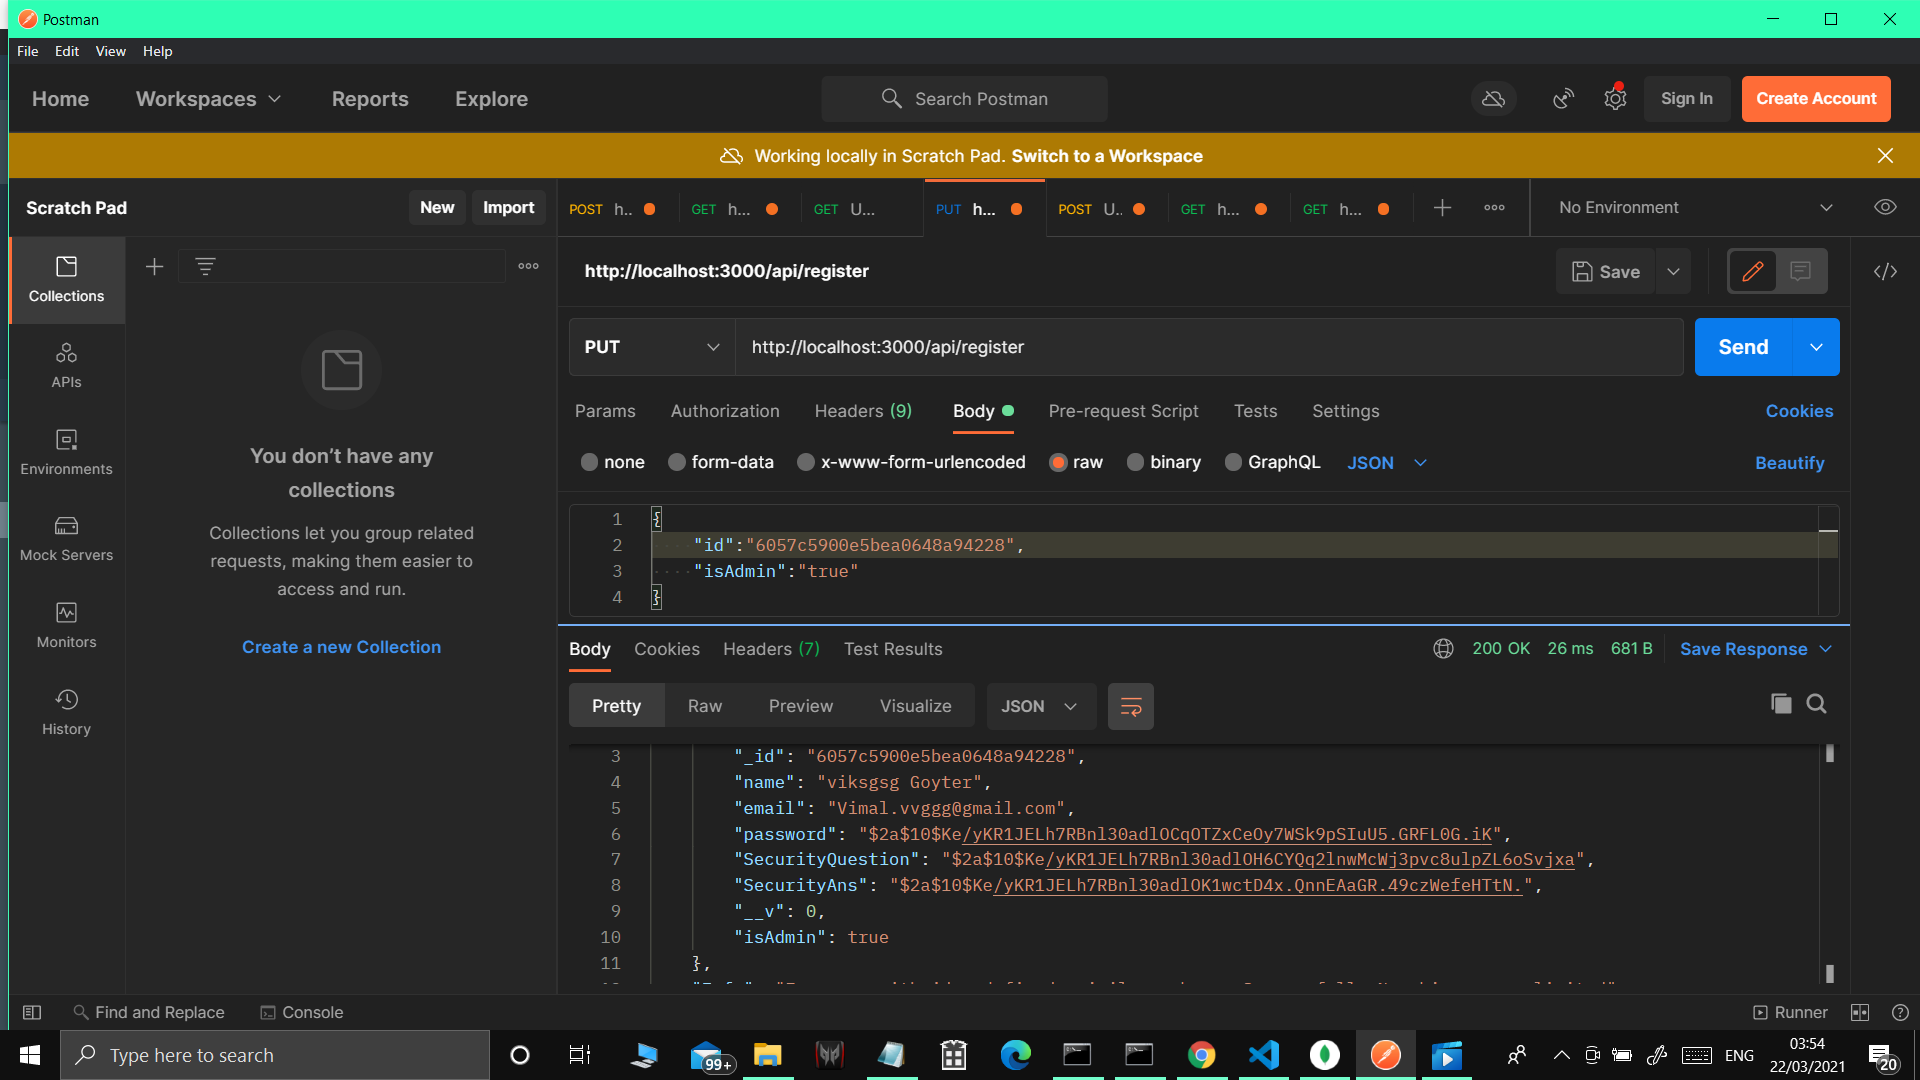 Postman
File Edit View Help
Home Workspaces Reports Explore Search Postman Sign In Create Account
Working locally in Scratch Pad. Switch to a Workspace
Scratch Pad New Import POST h.. GET h... GET U... PUT h... POST U.. GET h... GET h... No Environment
Collections
APIs
Environments
Mock Servers
Monitors
History
You don't have any
collections
Collections let you group related
requests, making them easier to
access and run.
Create a new Collection
http://localhost:3000/api/register Save
PUT http://localhost:3000/api/register Send
Params Authorization Headers (9) Body Pre-request Script Tests Settings Cookies
none form-data x-www-form-urlencoded raw binary GraphQL JSON Beautify
1 {
2 "id":"6057c5900e5bea0648a94228",
3 "isAdmin":"true"
4 }
Body Cookies Headers (7) Test Results 200 OK 26 ms 681 B Save Response
Pretty Raw Preview Visualize JSON
3 "_id": "6057c5900e5bea0648a94228",
4 "name": "viksgsg Goyter",
5 "email": "Vimal.vvggg@gmail.com",
6 "password": "$2a$10$Ke/yKR1JELh7RBnl30adlOCqOTZxCeOy7WSk9pSIuU5.GRFL0G.iK",
7 "SecurityQuestion": "$2a$10$Ke/yKR1JELh7RBnl30adlOH6CYQq2lnwMcWj3pvc8ulpZL6oSvjxa",
8 "SecurityAns": "$2a$10$Ke/yKR1JELh7RBnl30adlOK1wctD4x.QnnEAaGR.49czWefeHTtN.",
9 "__v": 0,
10 "isAdmin": true
11 },
Find and Replace Console Runner
Type here to search 99+ ENG 03:54
22/03/2021 20